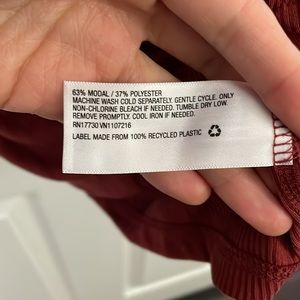 63% MODAL / 37% POLYESTER
MACHINE WASH COLD SEPARATELY. GENTLE CYCLE. ONLY
NON-CHLORINE BLEACH IF NEEDED. TUMBLE DRY LOW.
REMOVE PROMPTLY. COOL IRON IF NEEDED.
RN17730 VN1107216
LABEL MADE FROM 100% RECYCLED PLASTIC